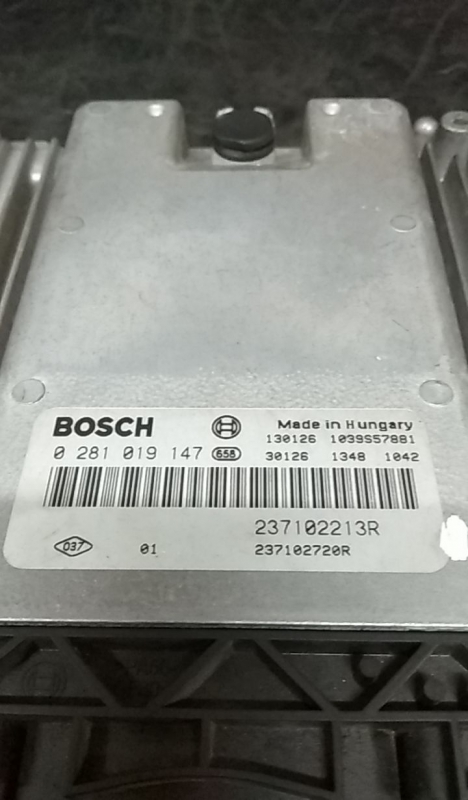 BOSCH
Made in Hungary
130126 1039S57881
0 281 019 147 658
30126 1348 1042
237102213R
037 01 237102720R